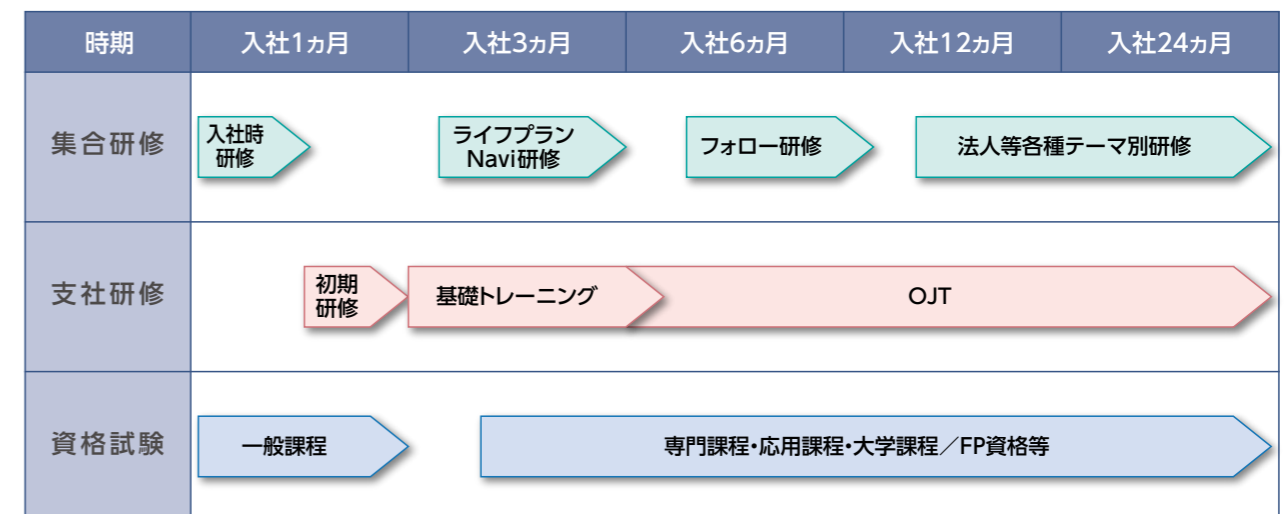 時期
入社1ヵ月
入社3ヵ月
入社6ヵ月
入社12ヵ月
入社24ヵ月
集合研修
入社時
研修
ライフプラン
Navi研修
フォロー研修
法人等各種テーマ別研修
支社研修
初期
研修
基礎トレーニング
OJT
資格試験
一般課程
専門課程・応用課程・大学課程／FP資格等